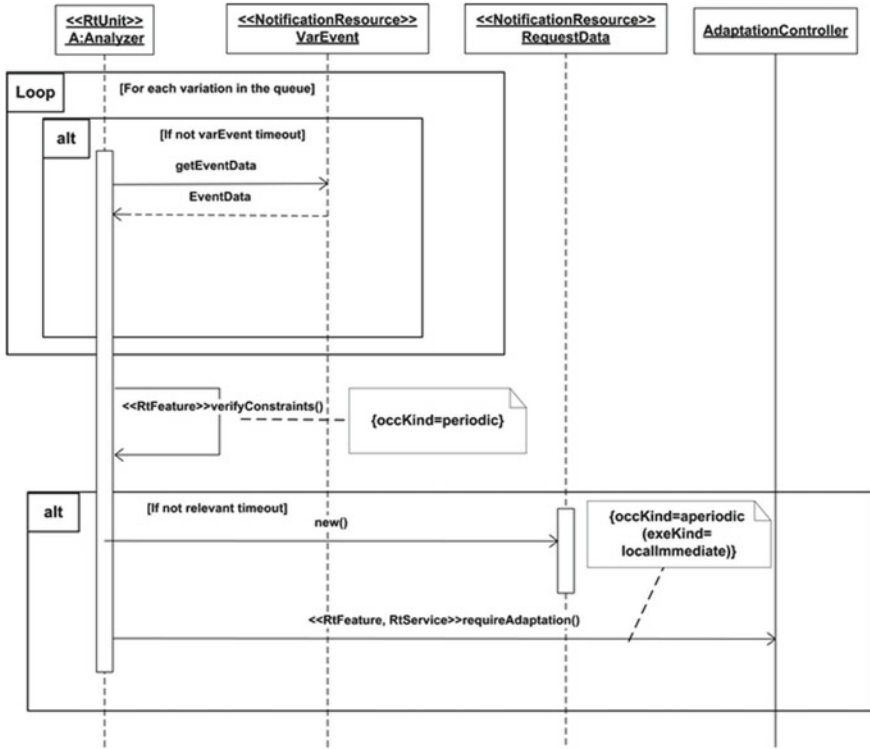 <<RtUnit>>
A:Analyzer
<<NotificationResource>>
VarEvent
<<NotificationResource>>
RequestData
AdaptationController
Loop
[For each variation in the queue]
alt
[If not varEvent timeout]
getEventData
EventData
<<RtFeature>>verifyConstraints()
{occKind=periodic}
alt
[If not relevant timeout]
new()
{occKind=aperiodic
(exeKind=
localImmediate)}
<<RtFeature, RtService>>requireAdaptation()